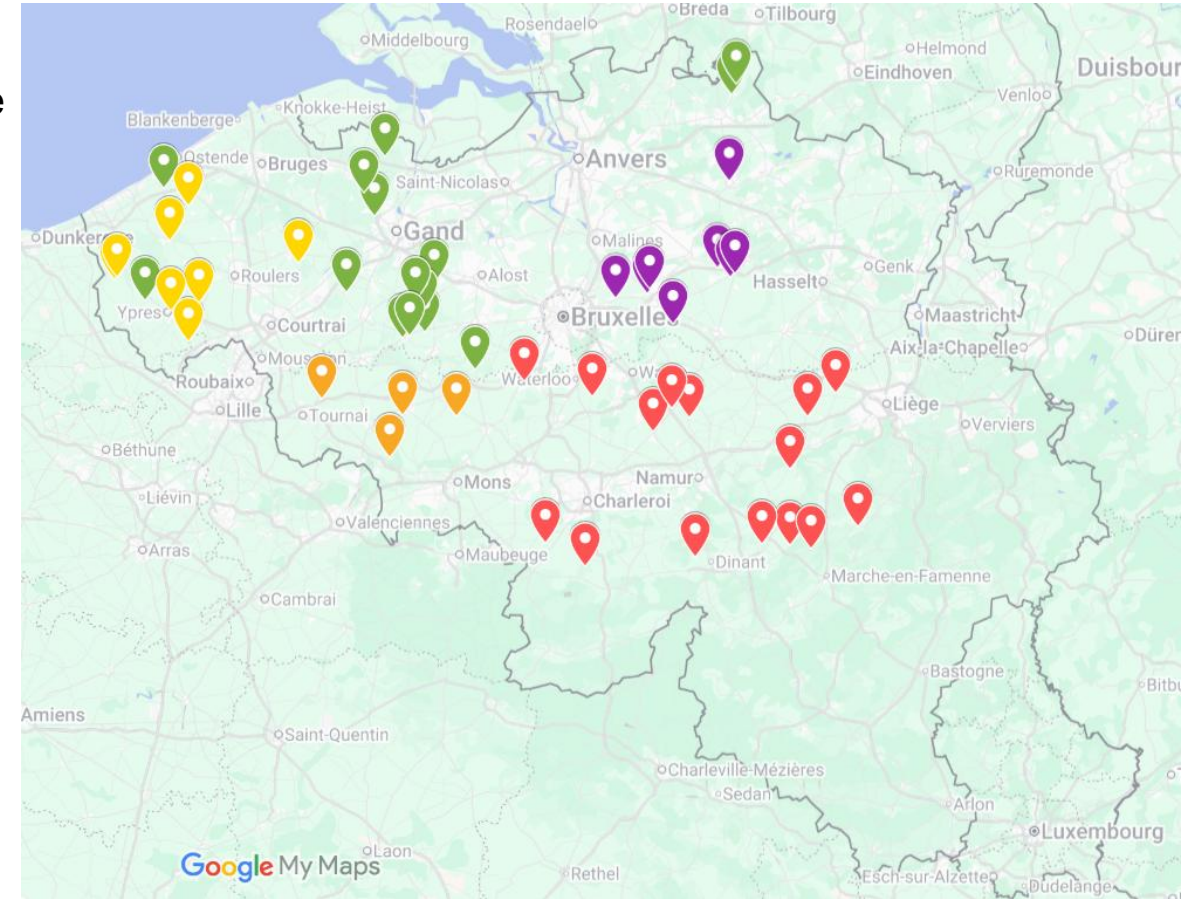 Breda
Tilbourg
Rosendael
Middelbourg
Helmond
Eindhoven
Duisbour
e
Venlo
Knokke-Heist
Blankenberge
Ostende
Bruges
Anvers
Ruremonde
Saint-Nicolas
Gand
Dunkerque
Malines
Roulers
Alost
Hasselt
Genk
Ypres
Courtrai
Bruxelles
Maastricht
Düren
Aix-la-Chapelle
Roubaix
Waterloo
Wa
Lille
Tournai
Liège
Verviers
Béthune
Mons
Namur
Liévin
Charleroi
Valenciennes
Arras
Maubeuge
Dinant
Marche-en-Famenne
Cambrai
Bastogne
Bitbu
Amiens
Saint-Quentin
Charleville-Mézières
Sedan
Arlon
Luxembourg
Laon
Google My Maps
Rethel
Esch-sur-Alzette
Dudelange